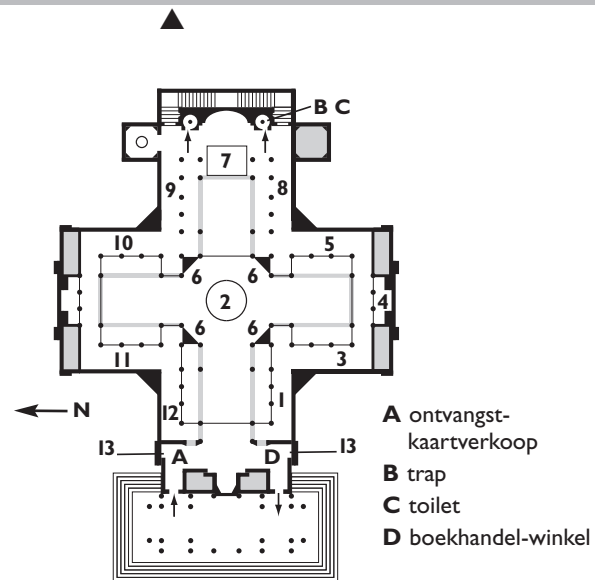 B C
7
9
8
10
5
6
6
2
4
6
6
11
3
12
1
N
13
A
D
13
A ontvangst-
kaartverkoop
B trap
C toilet
D boekhandel-winkel